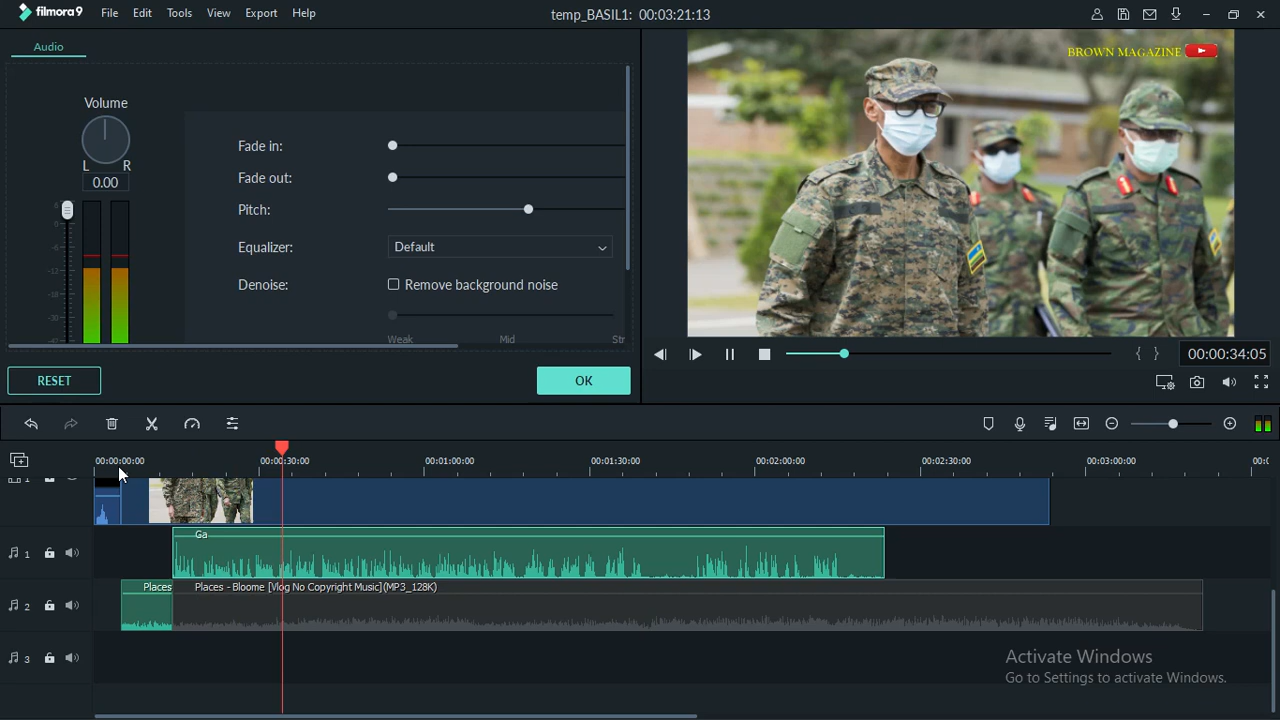 filmora9 File Edit Tools View Export Help temp_BASIL1: 00:03:21:13
Audio
BROWN MAGAZINE
Volume
L R
0.00
Fade in:
Fade out:
Pitch:
Equalizer: Default
Denoise: Remove background noise
Weak Mid Str
RESET OK
{ } 00:00:34:05
00:00:00:00 00:00:30:00 00:01:00:00 00:01:30:00 00:02:00:00 00:02:30:00 00:03:00:00 00:0
1
Ga
1
Places Places - Bloome [Vlog No Copyright Music](MP3_128K)
2
3
Activate Windows
Go to Settings to activate Windows.